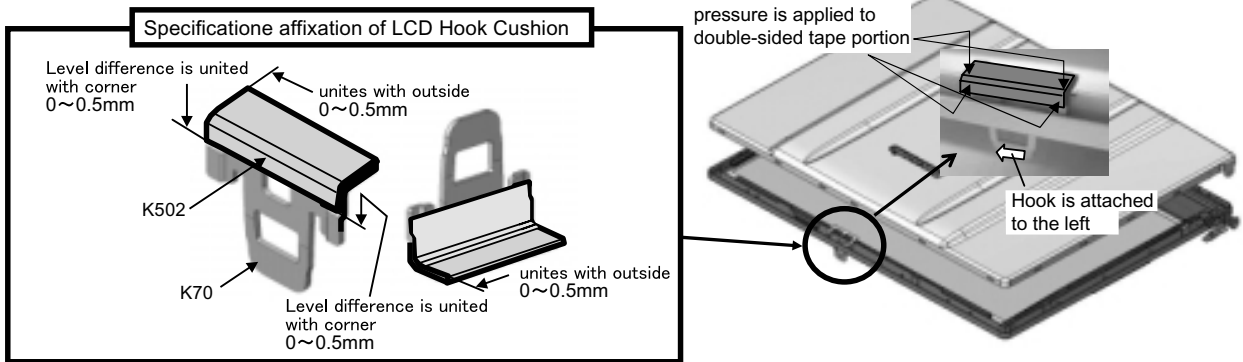 Specificatione affixation of LCD Hook Cushion
Level difference is united
with corner
0～0.5mm
unites with outside
0～0.5mm
K502
K70
Level difference is united
with corner
0～0.5mm
unites with outside
0～0.5mm
pressure is applied to
double-sided tape portion
Hook is attached
to the left